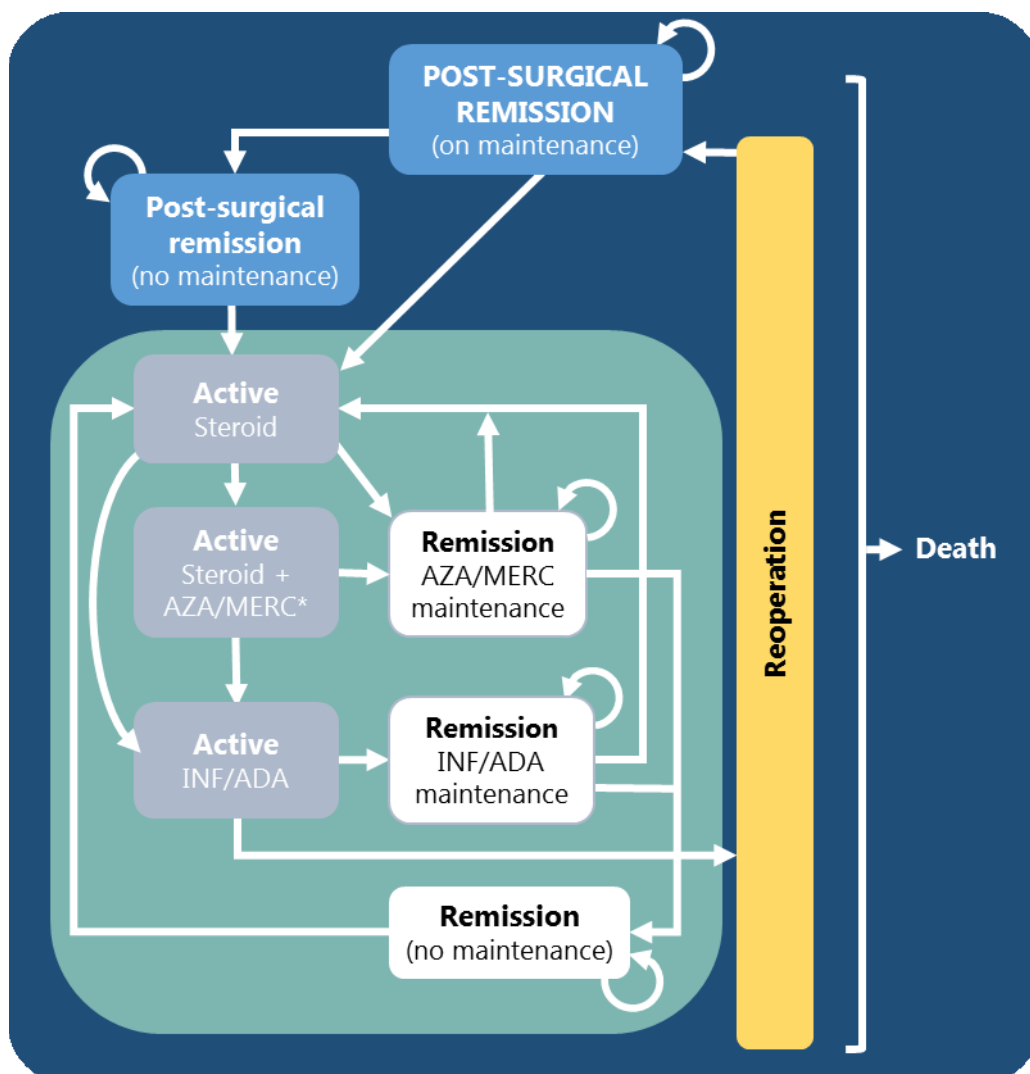 POST-SURGICAL
REMISSION
(on maintenance)
Post-surgical
remission
(no maintenance)
Active
Steroid
Active
Steroid +
AZA/MERC*
Remission
AZA/MERC
maintenance
Active
INF/ADA
Remission
INF/ADA
maintenance
Remission
(no maintenance)
Reoperation
Death